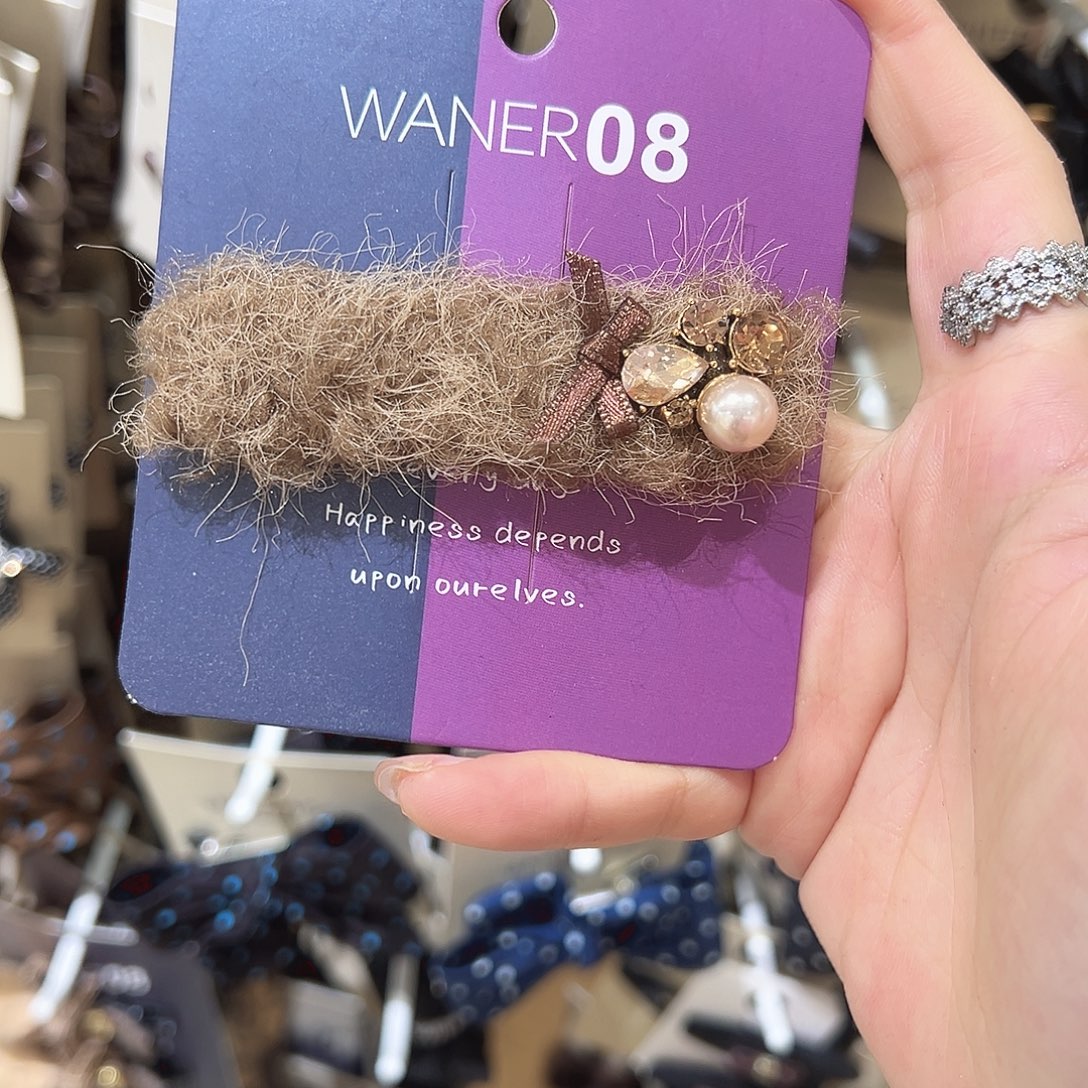 WANER08
Happiness depends
upon ourelves.